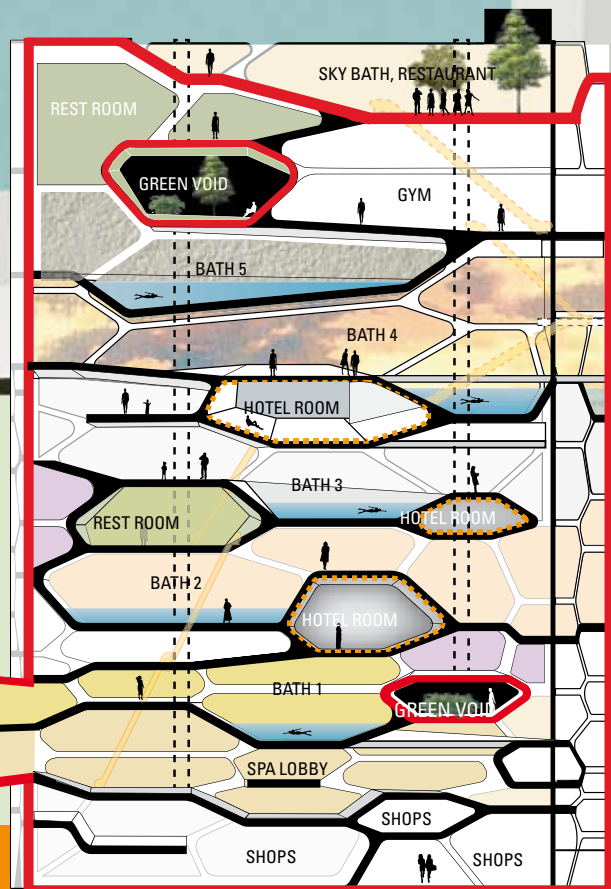 SKY BATH, RESTAURANT
REST ROOM
GREEN VOID
GYM
BATH 5
BATH 4
HOTEL ROOM
BATH 3
HOTEL ROOM
REST ROOM
BATH 2
HOTEL ROOM
BATH 1
GREEN VOID
SPA LOBBY
SHOPS
SHOPS
SHOPS